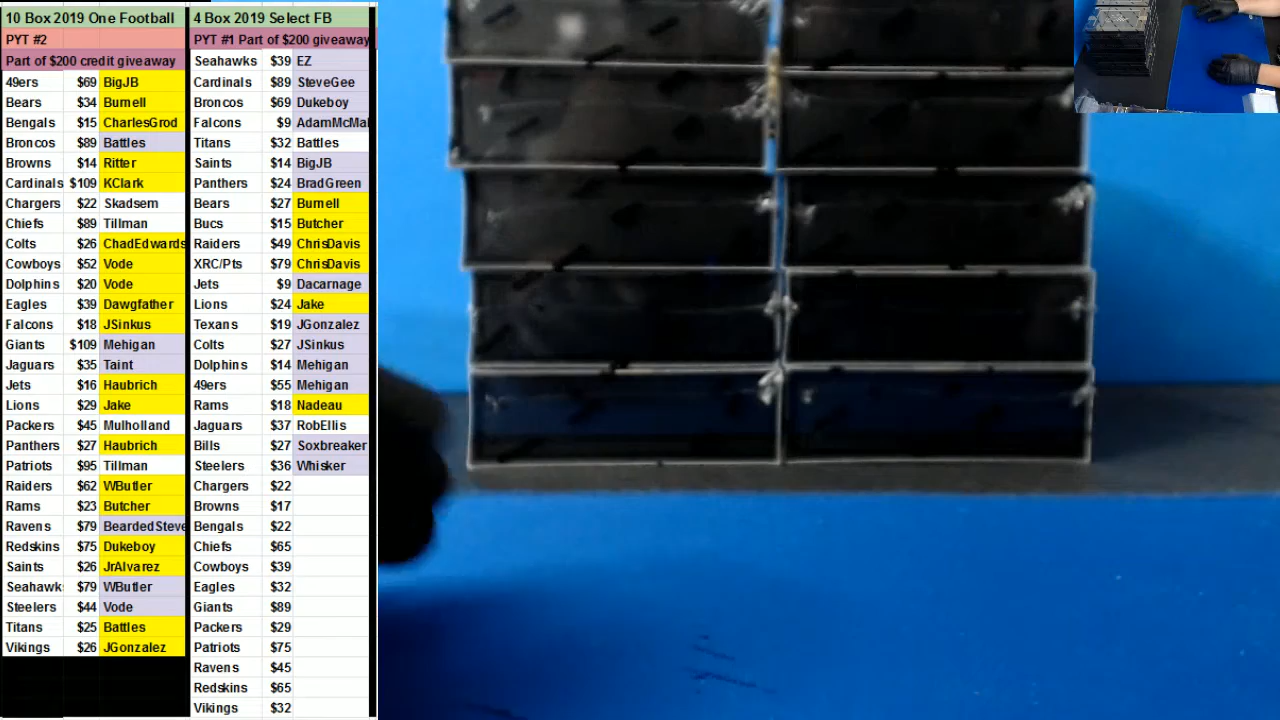 10 Box 2019 One Football
PYT #2
Part of $200 credit giveaway
49ers $69 BigJB
Bears $34 Burnell
Bengals $15 CharlesGrod
Broncos $89 Battles
Browns $14 Ritter
Cardinals $109 KClark
Chargers $22 Skadsem
Chiefs $89 Tillman
Colts $26 ChadEdwards
Cowboys $52 Vode
Dolphins $20 Vode
Eagles $39 Dawgfather
Falcons $18 JSinkus
Giants $109 Mehigan
Jaguars $35 Taint
Jets $16 Haubrich
Lions $29 Jake
Packers $45 Mulholland
Panthers $27 Haubrich
Patriots $95 Tillman
Raiders $62 WButler
Rams $23 Butcher
Ravens $79 BeardedSteve
Redskins $75 Dukeboy
Saints $26 JrAlvarez
Seahawk $79 WButler
Steelers $44 Vode
Titans $25 Battles
Vikings $26 JGonzalez
4 Box 2019 Select FB
PYT #1 Part of $200 giveaway
Seahawks $39 EZ
Cardinals $89 SteveGee
Broncos $69 Dukeboy
Falcons $9 AdamMcMa
Titans $32 Battles
Saints $14 BigJB
Panthers $24 BradGreen
Bears $27 Burnell
Bucs $15 Butcher
Raiders $49 ChrisDavis
XRC/Pts $79 ChrisDavis
Jets $9 Dacarnage
Lions $24 Jake
Texans $19 JGonzalez
Colts $27 JSinkus
Dolphins $14 Mehigan
49ers $55 Mehigan
Rams $18 Nadeau
Jaguars $37 RobEllis
Bills $27 Soxbreaker
Steelers $36 Whisker
Chargers $22
Browns $17
Bengals $22
Chiefs $65
Cowboys $39
Eagles $32
Giants $89
Packers $29
Patriots $75
Ravens $45
Redskins $65
Vikings $32